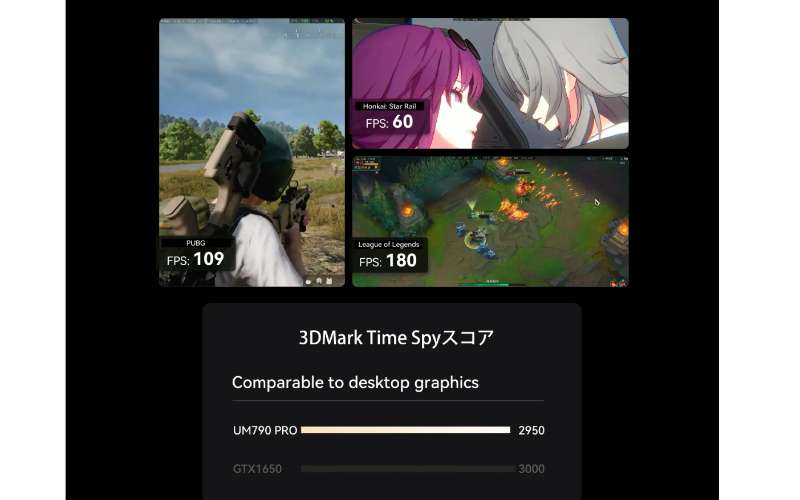 PUBG
FPS: 109
Honkai: Star Rail
FPS: 60
League of Legends
FPS: 180
3DMark Time Spyスコア
Comparable to desktop graphics
UM790 PRO 2950
GTX1650 3000